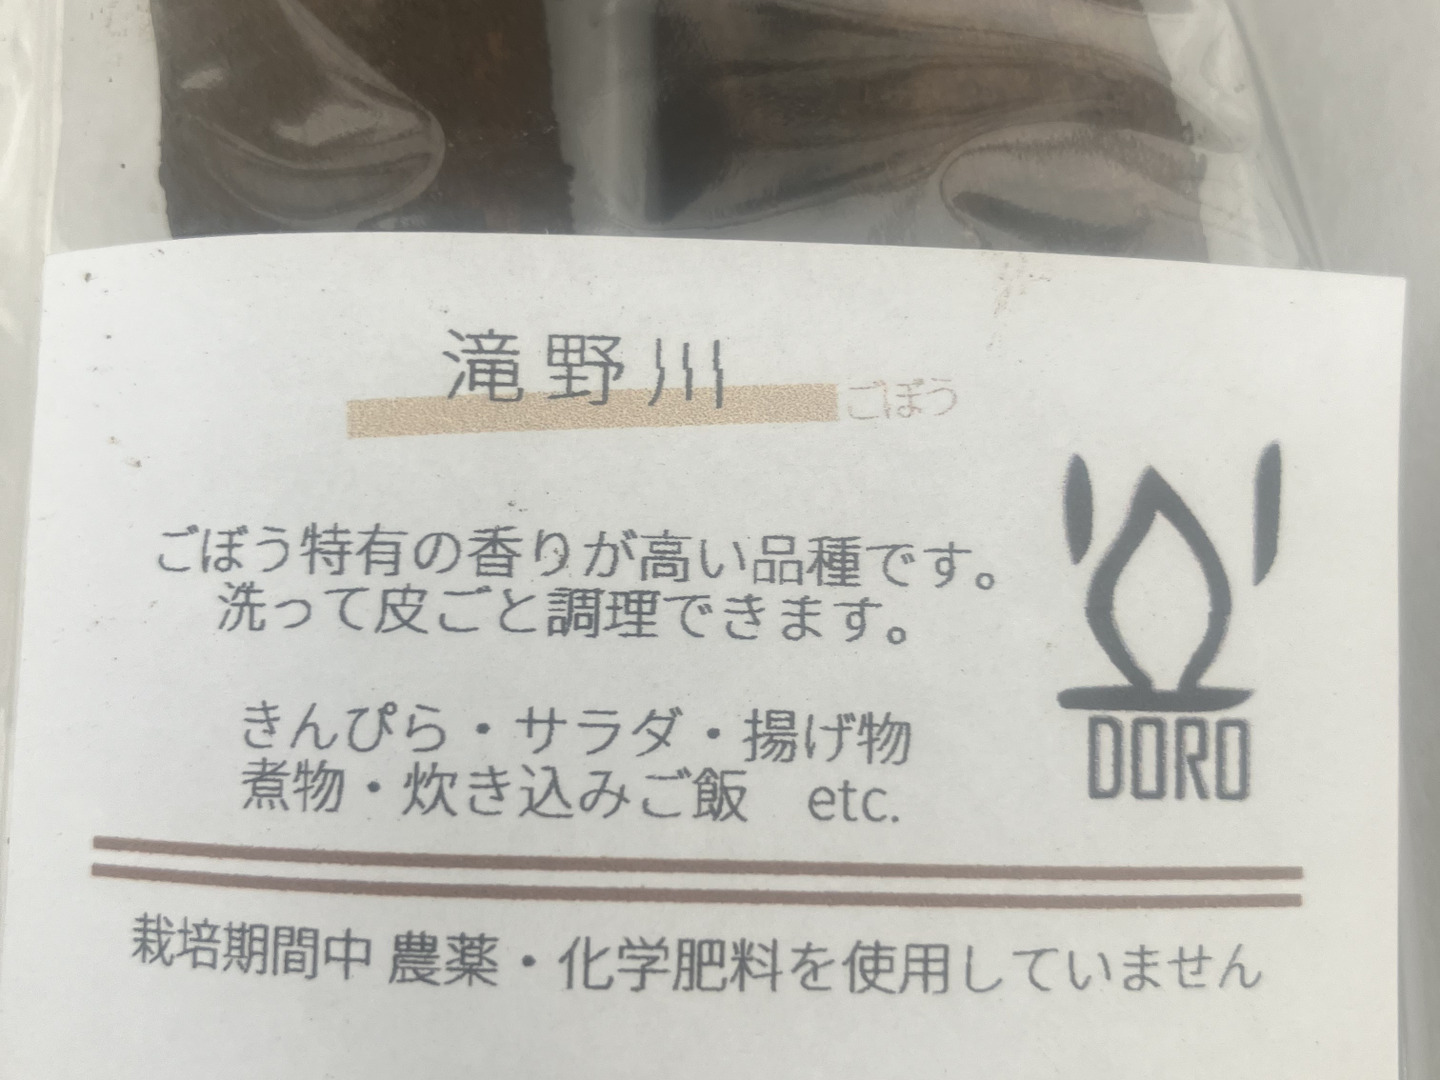 滝野川 ごぼう
ごぼう特有の香りが高い品種です。
洗って皮ごと調理できます。
きんぴら・サラダ・揚げ物
煮物・炊き込みご飯　etc.
DORO
栽培期間中 農薬・化学肥料を使用していません